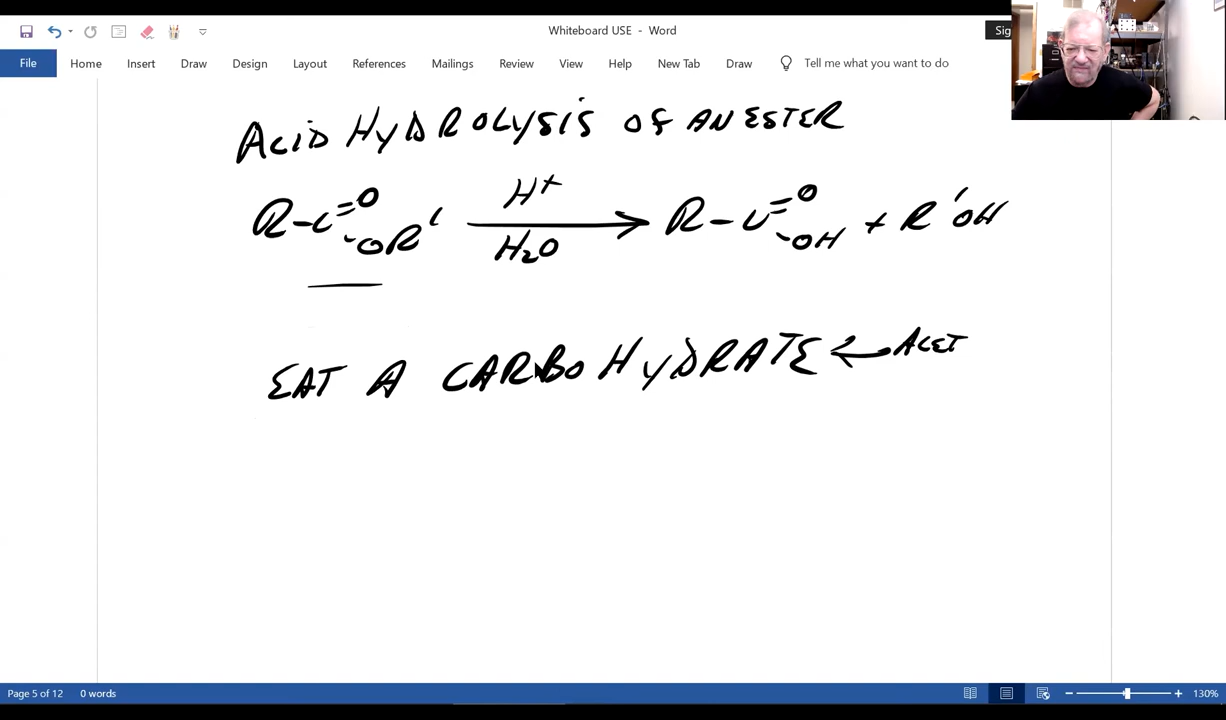 Whiteboard USE - Word
Sig
File Home Insert Draw Design Layout References Mailings Review View Help New Tab Draw Tell me what you want to do
ACID HYDROLYSIS OF AN ESTER
R-C=O -OR' H+ H2O R-C=O -OH + R'OH
EAT A CARBOHYDRATE ← ACET
Page 5 of 12 0 words 130%